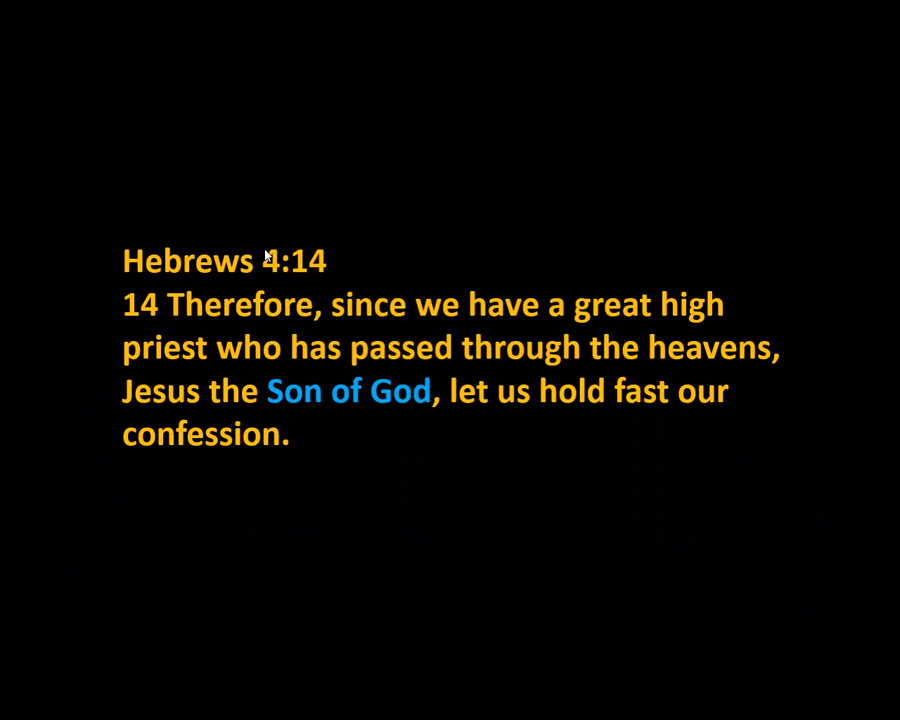 Hebrews 4:14
14 Therefore, since we have a great high
priest who has passed through the heavens,
Jesus the Son of God, let us hold fast our
confession.